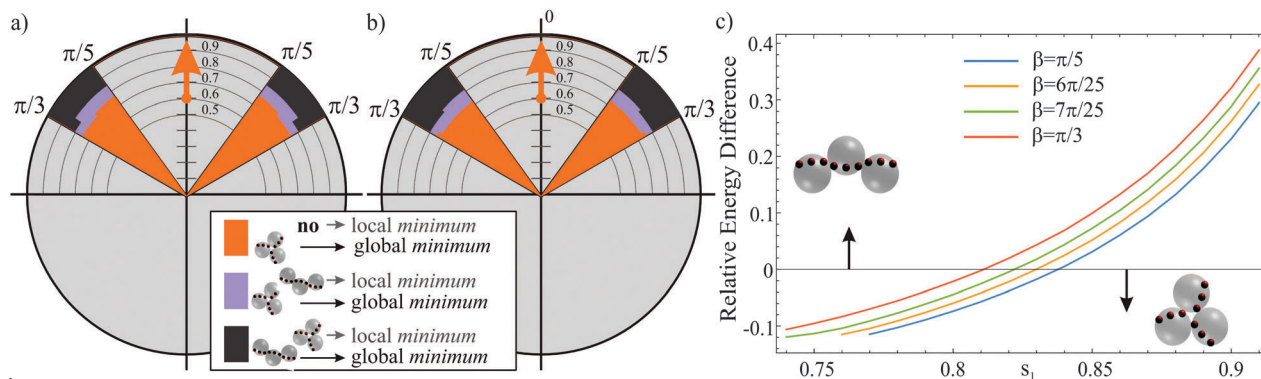 a)
π/5
π/5
π/3
π/3
0.9
0.8
0.7
0.6
0.5
b)
0
π/5
π/5
π/3
π/3
0.9
0.8
0.7
0.6
0.5
no → local minimum
→ global minimum
→ local minimum
→ global minimum
→ local minimum
→ global minimum
c)
Relative Energy Difference
0.4
0.3
0.2
0.1
0
-0.1
β=π/5
β=6π/25
β=7π/25
β=π/3
0.75
0.8
s⊥
0.85
0.9